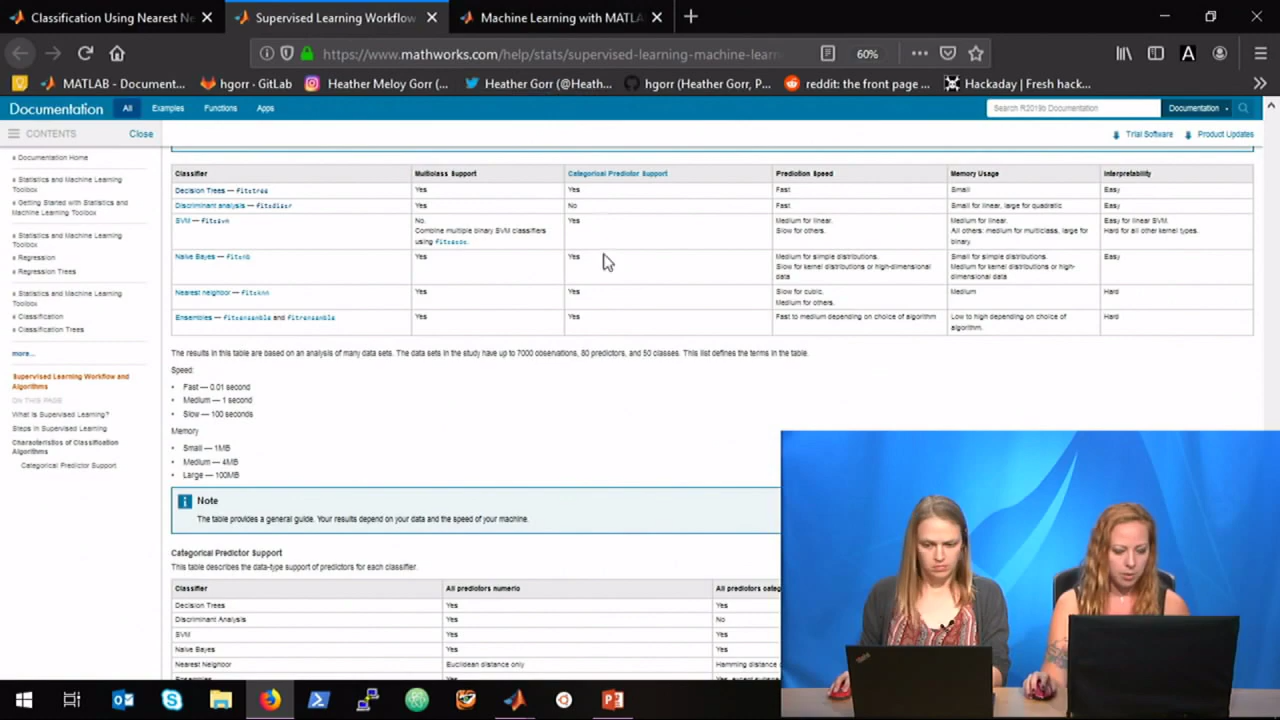 Classification Using Nearest Ne
Supervised Learning Workflow
Machine Learning with MATLA
https://www.mathworks.com/help/stats/supervised-learning-machine-learn
60%
MATLAB - Document...
hgorr - GitLab
Heather Meloy Gorr (...
Heather Gorr (@Heath...
hgorr (Heather Gorr, P...
reddit: the front page ...
Hackaday | Fresh hack...
Documentation
All
Examples
Functions
Apps
Search R2019b Documentation
Documentation
CONTENTS
Close
Trial Software
Product Updates
Documentation Home
Statistics and Machine Learning
Toolbox
Getting Started with Statistics and
Machine Learning Toolbox
Statistics and Machine Learning
Toolbox
Regression
Regression Trees
Statistics and Machine Learning
Toolbox
Classification
Classification Trees
more...
Supervised Learning Workflow and
Algorithms
ON THIS PAGE
What is Supervised Learning?
Steps in Supervised Learning
Characteristics of Classification
Algorithms
Categorical Predictor Support
Classifier Multiclass Support Categorical Predictor Support Prediction Speed Memory Usage Interpretability
Decision Trees — fitctree Yes Yes Fast Small Easy
Discriminant analysis — fitcdiscr Yes No Fast Small for linear, large for quadratic Easy
SVM — fitcsvm No. Yes Medium for linear. Medium for linear. Easy for linear SVM.
Combine multiple binary SVM classifiers Slow for others. All others: medium for multiclass, large for Hard for all other kernel types.
using fitcecoc. binary.
Naive Bayes — fitcnb Yes Yes Medium for simple distributions. Small for simple distributions. Easy
Slow for kernel distributions or high-dimensional Medium for kernel distributions or high-
data dimensional data
Nearest neighbor — fitcknn Yes Yes Slow for cubic. Medium Hard
Medium for others.
Ensembles — fitcensemble and fitrensemble Yes Yes Fast to medium depending on choice of algorithm Low to high depending on choice of Hard
algorithm.
The results in this table are based on an analysis of many data sets. The data sets in the study have up to 7000 observations, 80 predictors, and 50 classes. This list defines the terms in the table.
Speed:
• Fast — 0.01 second
• Medium — 1 second
• Slow — 100 seconds
Memory
• Small — 1MB
• Medium — 4MB
• Large — 100MB
Note
The table provides a general guide. Your results depend on your data and the speed of your machine.
Categorical Predictor Support
This table describes the data-type support of predictors for each classifier.
Classifier All predictors numeric All predictors categ
Decision Trees Yes Yes
Discriminant Analysis Yes No
SVM Yes Yes
Naive Bayes Yes Yes
Nearest Neighbor Euclidean distance only Hamming distance o